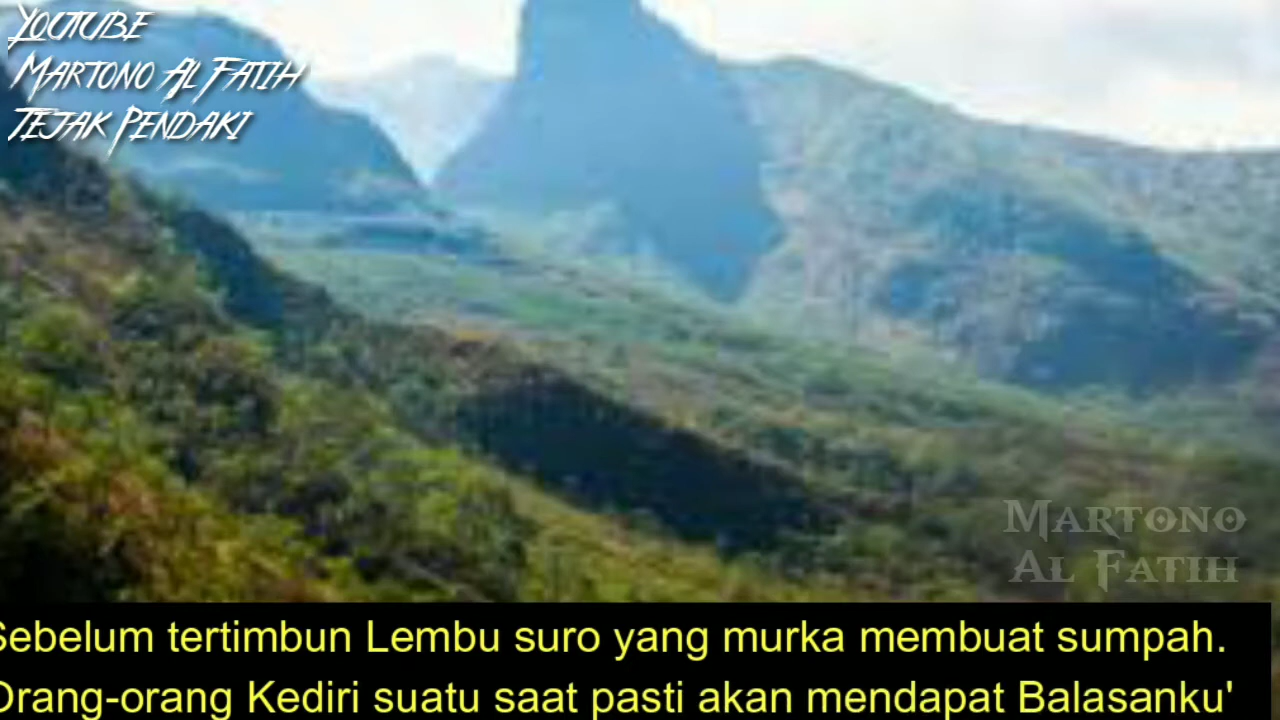 Youtube
Martono Al Fatih
Tejak Pendaki
Martono
Al Fatih
Sebelum tertimbun Lembu suro yang murka membuat sumpah.
Orang-orang Kediri suatu saat pasti akan mendapat Balasanku'